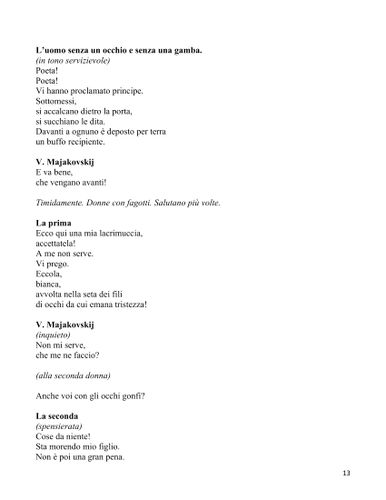 L'uomo senza un occhio e senza una gamba.
(in tono servizievole)
Poeta!
Poeta!
Vi hanno proclamato principe.
Sottomessi,
si accalcano dietro la porta,
si succhiano le dita.
Davanti a ognuno è deposto per terra
un buffo recipiente.
V. Majakovskij
E va bene,
che vengano avanti!
Timidamente. Donne con fagotti. Salutano più volte.
La prima
Ecco qui una mia lacrimuccia,
accettatela!
A me non serve.
Vi prego.
Eccola,
bianca,
avvolta nella seta dei fili
di occhi da cui emana tristezza!
V. Majakovskij
(inquieto)
Non mi serve,
che me ne faccio?
(alla seconda donna)
Anche voi con gli occhi gonfi?
La seconda
(spensierata)
Cose da niente!
Sta morendo mio figlio.
Non è poi una gran pena.
13